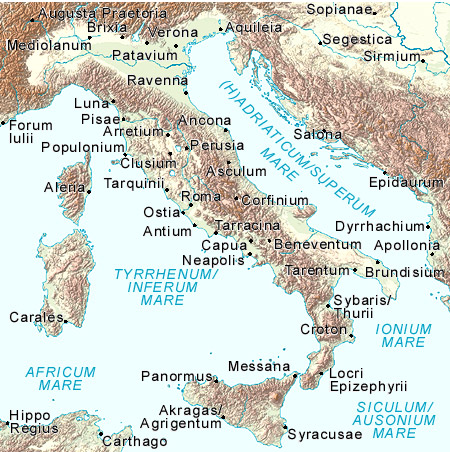 Sopianae
Augusta Praetoria
Brixia
Verona
Aquileia
Mediolanum
Patavium
Segestica
Sirmium
Ravenna
Luna
(H)ADRIATICUM/SUPERUM
MARE
Pisae
Forum
Iulii
Ancona
Salona
Arretium
Populonium
Perusia
Clusium
Asculum
Epidaurum
Aleria
Tarquinii
Roma
Corfinium
Ostia
Tarracina
Dyrrhachium
Antium
Capua
Beneventum
Apollonia
Neapolis
TYRRHENUM/
INFERUM
MARE
Tarentum
Brundisium
Sybaris/
Thurii
Carales
Croton
IONIUM
MARE
AFRICUM
MARE
Messana
Panormus
Locri
Epizephyrii
Hippo
Regius
Akragas/
Agrigentum
SICULUM/
AUSONIUM
MARE
Carthago
Syracusae